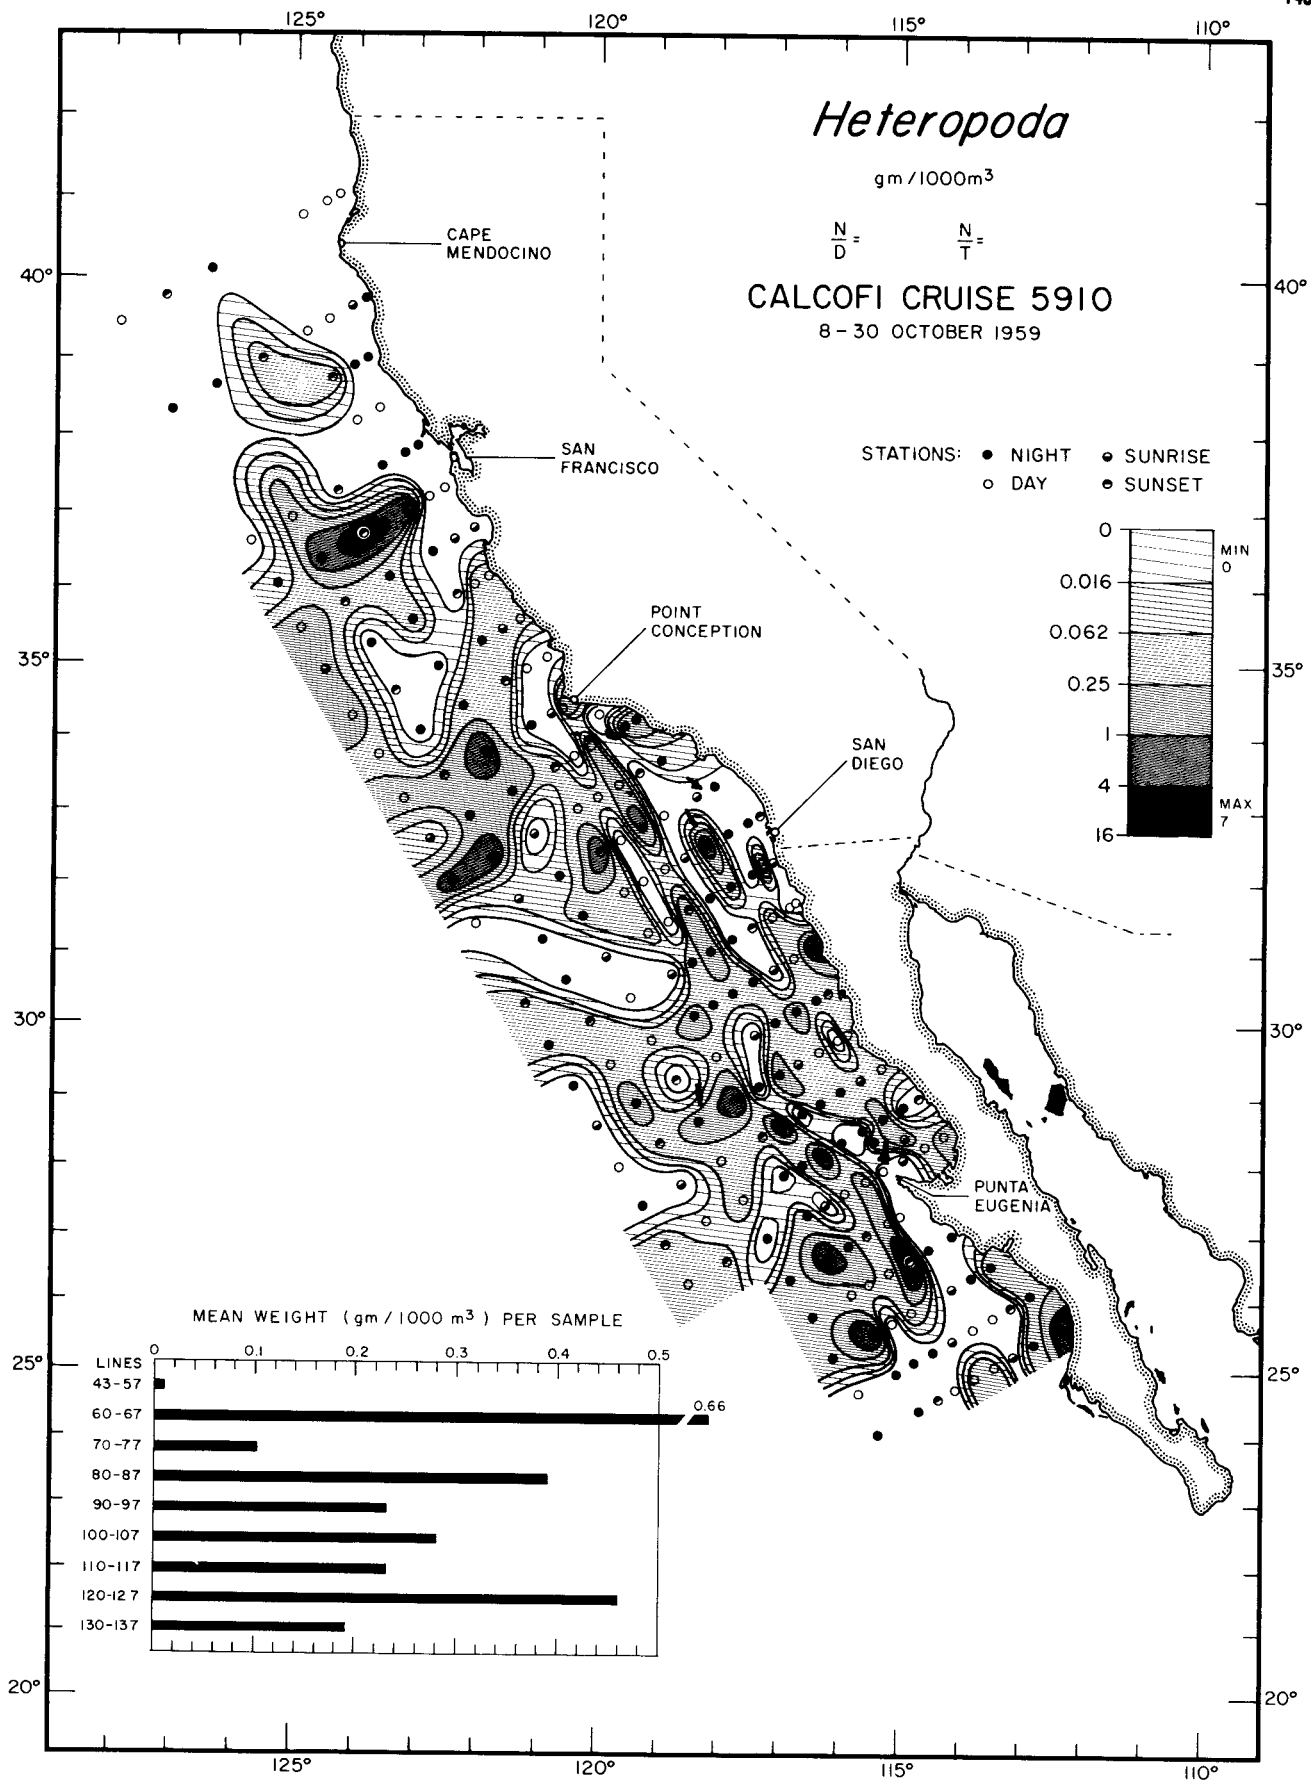 125°
120°
115°
110°
Heteropoda
gm/1000m³
N/D =
N/T =
CALCOFI CRUISE 5910
8-30 OCTOBER 1959
CAPE
MENDOCINO
40°
40°
SAN
FRANCISCO
STATIONS:
NIGHT
SUNRISE
DAY
SUNSET
0
MIN
0
0.016
0.062
0.25
1
4
MAX
7
16
POINT
CONCEPTION
35°
35°
SAN
DIEGO
30°
30°
PUNTA
EUGENIA
MEAN WEIGHT (gm/1000 m³) PER SAMPLE
LINES
0
0.1
0.2
0.3
0.4
0.5
25°
25°
43-57
60-67
0.66
70-77
80-87
90-97
100-107
110-117
120-127
130-137
20°
20°
125°
120°
115°
110°